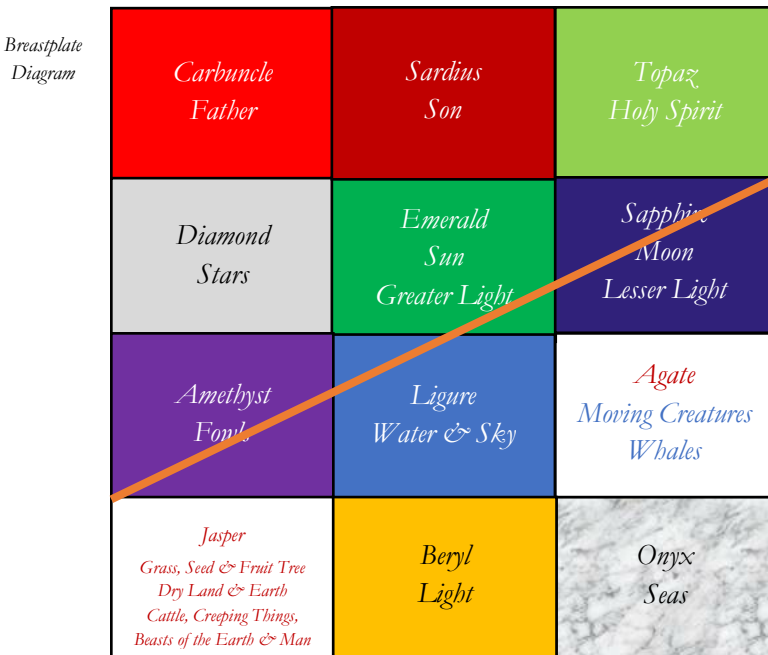 Breastplate
Diagram
Carbuncle
Father
Sardius
Son
Topaz
Holy Spirit
Diamond
Stars
Emerald
Sun
Greater Light
Sapphire
Moon
Lesser Light
Amethyst
Fowls
Ligure
Water & Sky
Agate
Moving Creatures
Whales
Jasper
Grass, Seed & Fruit Tree
Dry Land & Earth
Cattle, Creeping Things,
Beasts of the Earth & Man
Beryl
Light
Onyx
Seas